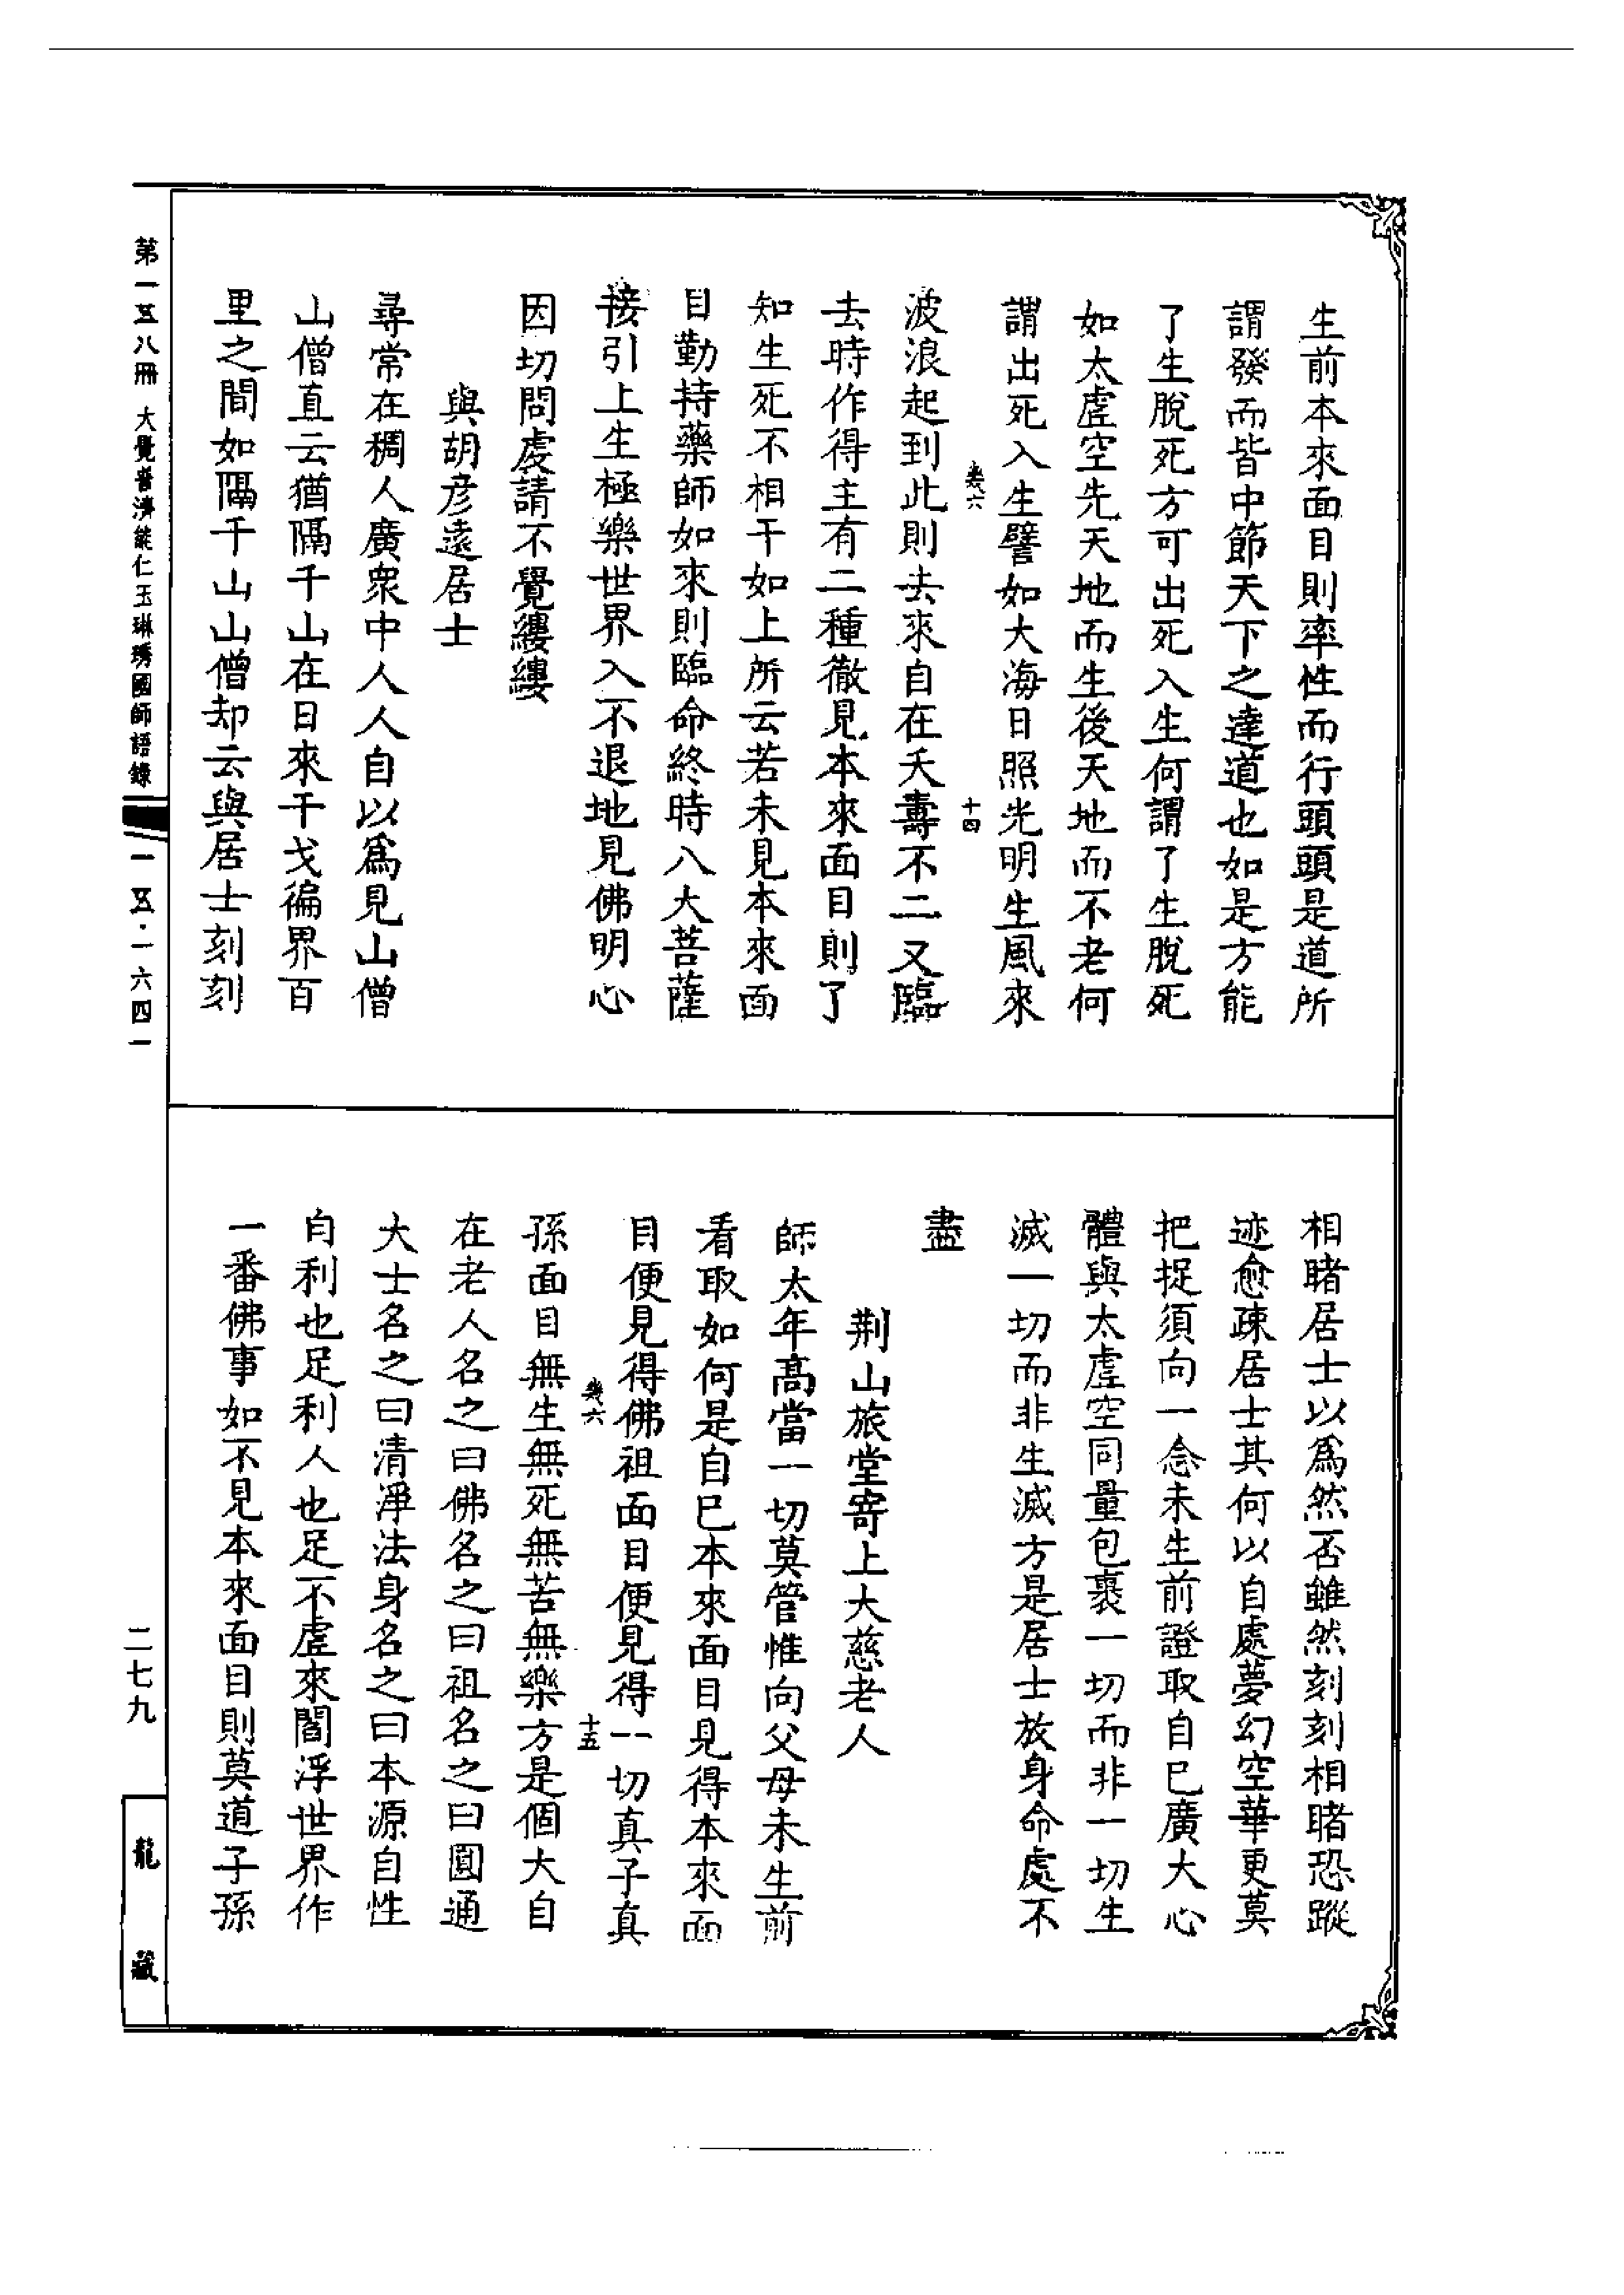 生前本來面目則率性而行頭頭是道所
謂發而皆中節天下之達道也如是方能
了生脫死方可出死入生何謂了生脫死
如太虛空先天地而生後天地而不老何
謂出死入生譬如大海日照光明生風來
㡬六 十四
波浪起到此則去來自在夭壽不二又臨
去時作得主有二種徹見本來面目則了
知生死不相干如上所云若未見本來面
目勤持藥師如來則臨命終時八大菩薩
接引上生極樂世界入不退地見佛明心
因切問處請不覺縷縷
與胡彦遠居士
尋常在稠人廣衆中人人自以爲見山僧
山僧直云猶隔千山在日來干戈徧界百
里之間如隔千山山僧却云與居士刻刻
相睹居士以爲然否雖然刻刻相睹恐蹤
迹愈疎居士其何以自處夢幻空華更莫
把捉須向一念未生前證取自巳廣大心
體與太虛空同量包裹一切而非一切生
滅一切而非生滅方是居士放身命處不
盡
荆山旅堂寄上大慈老人
師太年高當一切莫管惟向父母未生前
看取如何是自巳本來面目見得本來面
目便見得佛祖面目便見得一切真子真
㡬六 十五
孫面目無生無死無苦無樂方是個大自
在老人名之曰佛名之曰祖名之曰圓通
大士名之曰清淨法身名之曰本源自性
自利也足利人也足不虛來閻浮世界作
一番佛事如不見本來面目則莫道子孫
第一五八冊 大覺普濟能仁玉琳琇國師語錄
一五·一六四一
二七九
龍藏